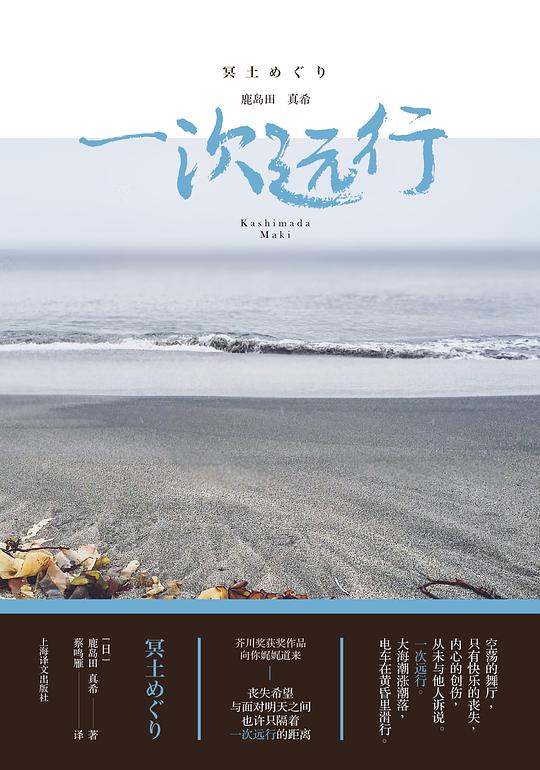 冥土めぐり
鹿岛田 真希
一次远行
Kashimada
Maki
空荡的舞厅，
只有快乐的丧失，
内心的创伤，
从未与他人诉说。
一次远行。
大海潮涨潮落，
电车在黄昏里滑行。
芥川奖获奖作品
向你娓娓道来
丧失希望
与面对明天之间
也许只隔着
一次远行的距离
冥土めぐり
[日]
鹿岛田 真希 —— 著
蔡鸣雁 —— 译
上海译文出版社